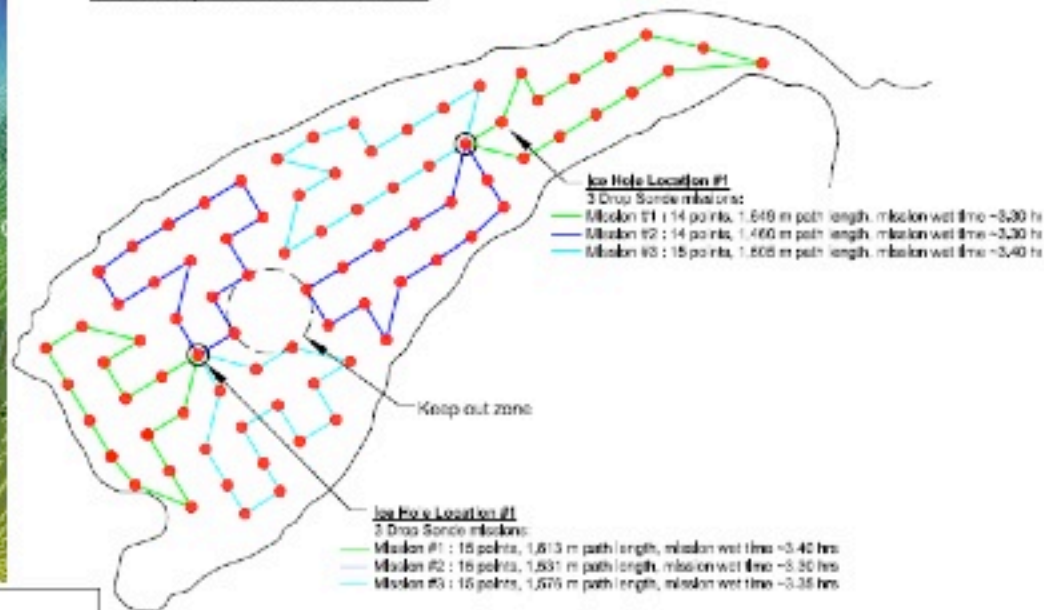 Ice Hole Location #1
3 Drop Sonde missions:
Mission #1 : 14 points, 1,649 m path length, mission wet time ~3.30 h
Mission #2 : 14 points, 1,460 m path length, mission wet time ~3.30 h
Mission #3 : 15 points, 1,605 m path length, mission wet time ~3.40 h
Keep out zone
Ice Hole Location #1
3 Drop Sonde missions:
Mission #1 : 15 points, 1,613 m path length, mission wet time ~3.40 hrs
Mission #2 : 15 points, 1,531 m path length, mission wet time ~3.30 hrs
Mission #3 : 15 points, 1,576 m path length, mission wet time ~3.35 hrs